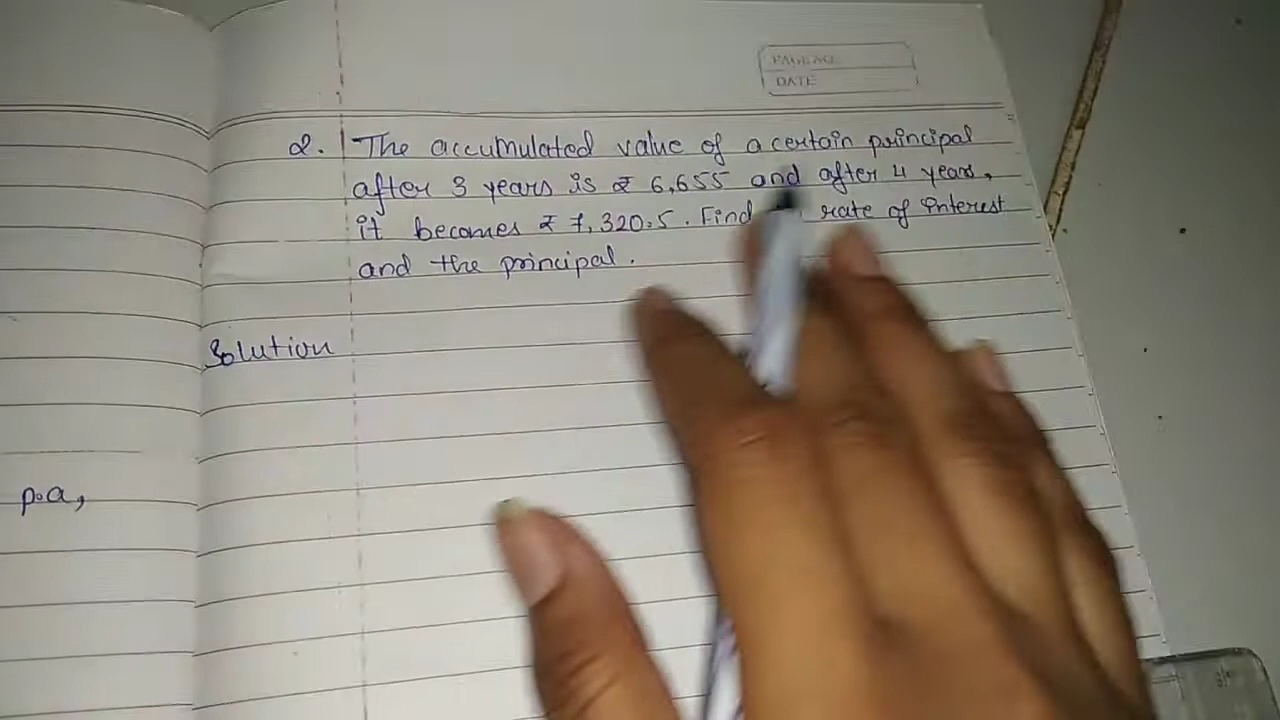 PAGE NO.
DATE
2. The accumulated value of a certain principal
after 3 years is ₹ 6,655 and after 4 years,
it becomes ₹ 7,320.5. Find rate of interest
and the principal.
Solution
p.a,